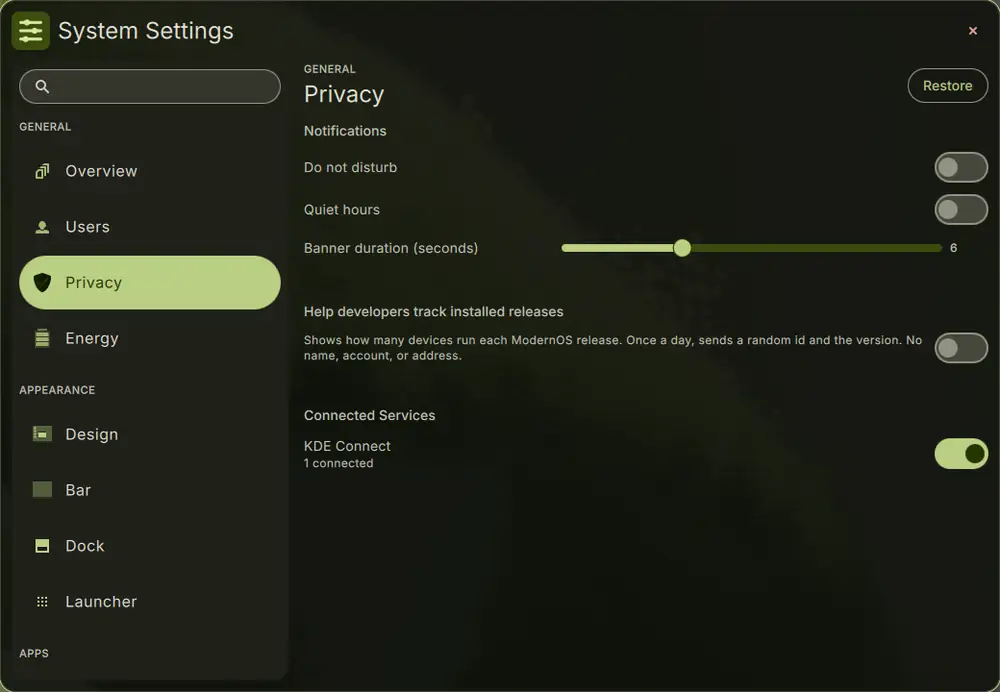 System Settings
GENERAL
Overview
Users
Privacy
Energy
APPEARANCE
Design
Bar
Dock
Launcher
APPS
GENERAL
Privacy
Restore
Notifications
Do not disturb
Quiet hours
Banner duration (seconds)
6
Help developers track installed releases
Shows how many devices run each ModernOS release. Once a day, sends a random id and the version. No
name, account, or address.
Connected Services
KDE Connect
1 connected